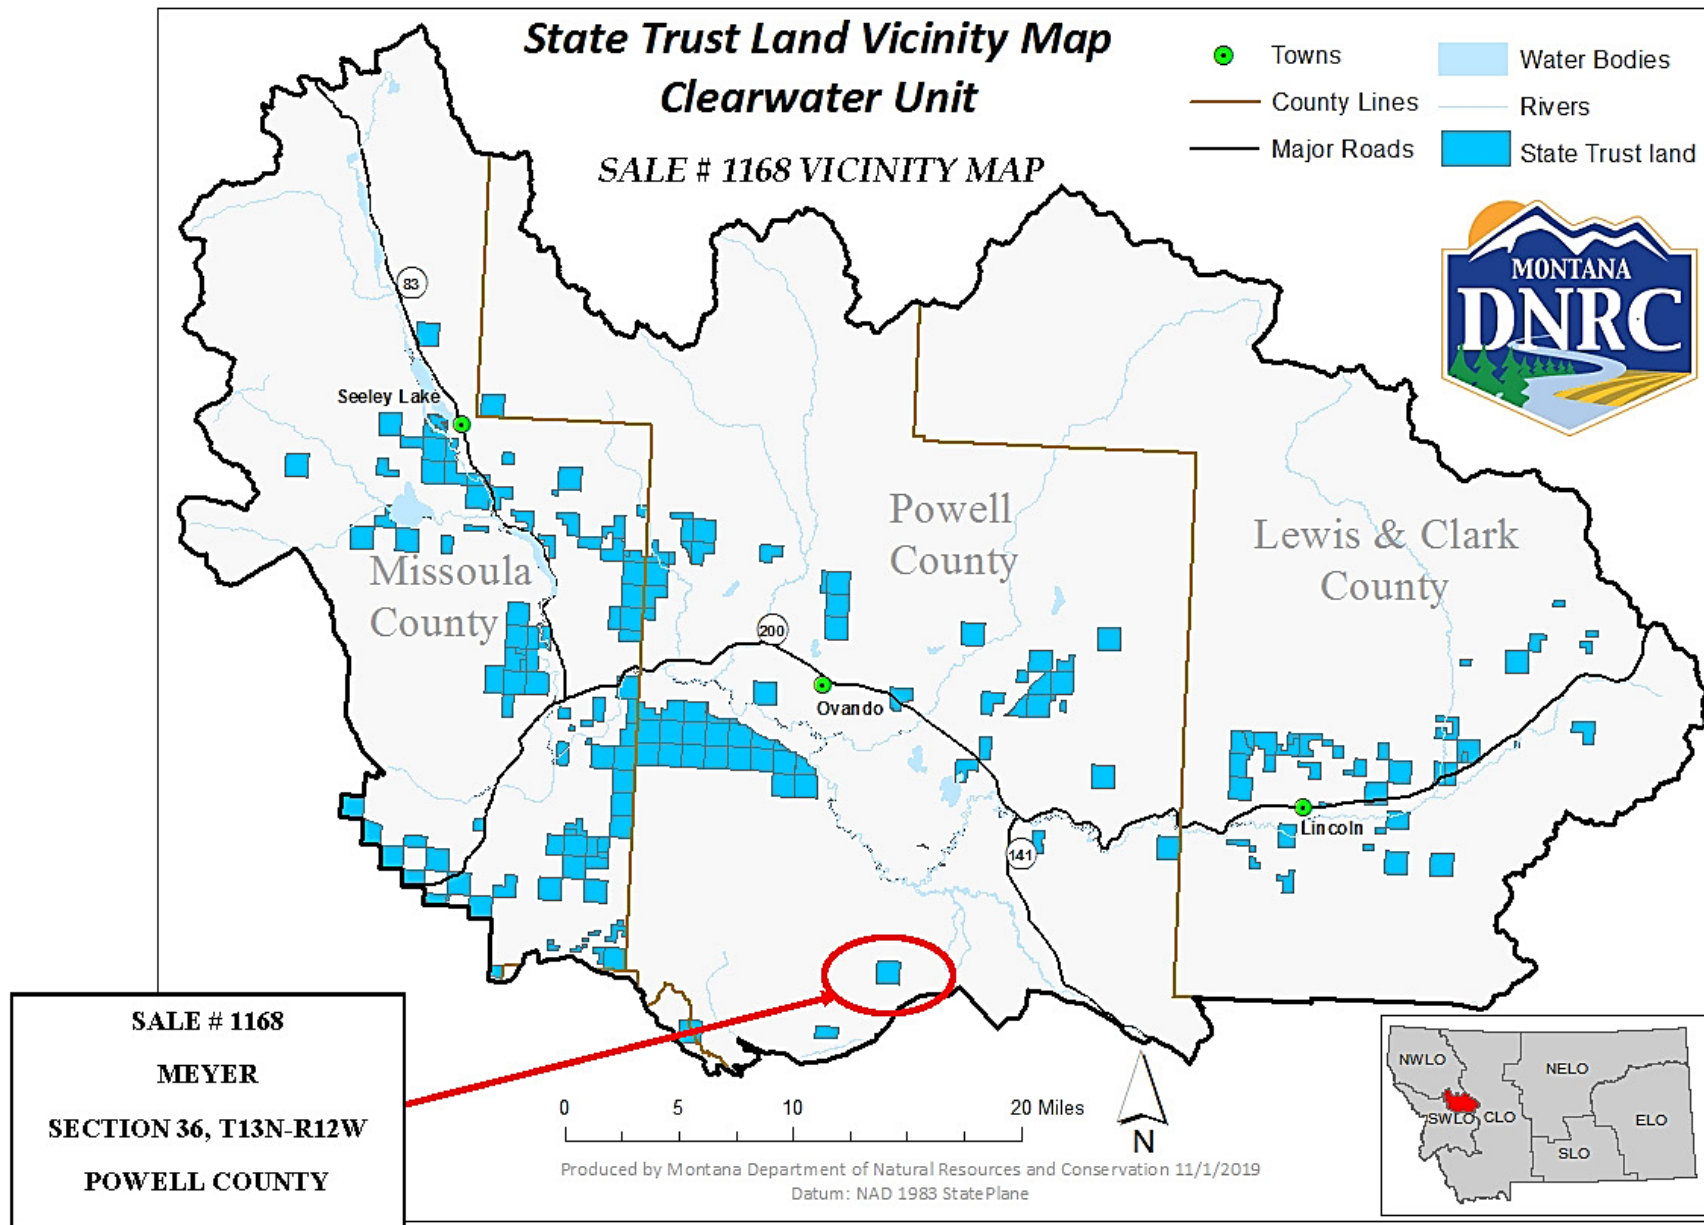 State Trust Land Vicinity Map
Clearwater Unit
SALE # 1168 VICINITY MAP
Towns
County Lines
Major Roads
Water Bodies
Rivers
State Trust land
MONTANA
DNRC
83
Seeley Lake
Missoula
County
Powell
County
Lewis & Clark
County
200
Ovando
Lincoln
141
SALE # 1168
MEYER
SECTION 36, T13N-R12W
POWELL COUNTY
0 5 10 20 Miles
N
Produced by Montana Department of Natural Resources and Conservation 11/1/2019
Datum: NAD 1983 StatePlane
NWLO
NELO
SWLO
CLO
ELO
SLO